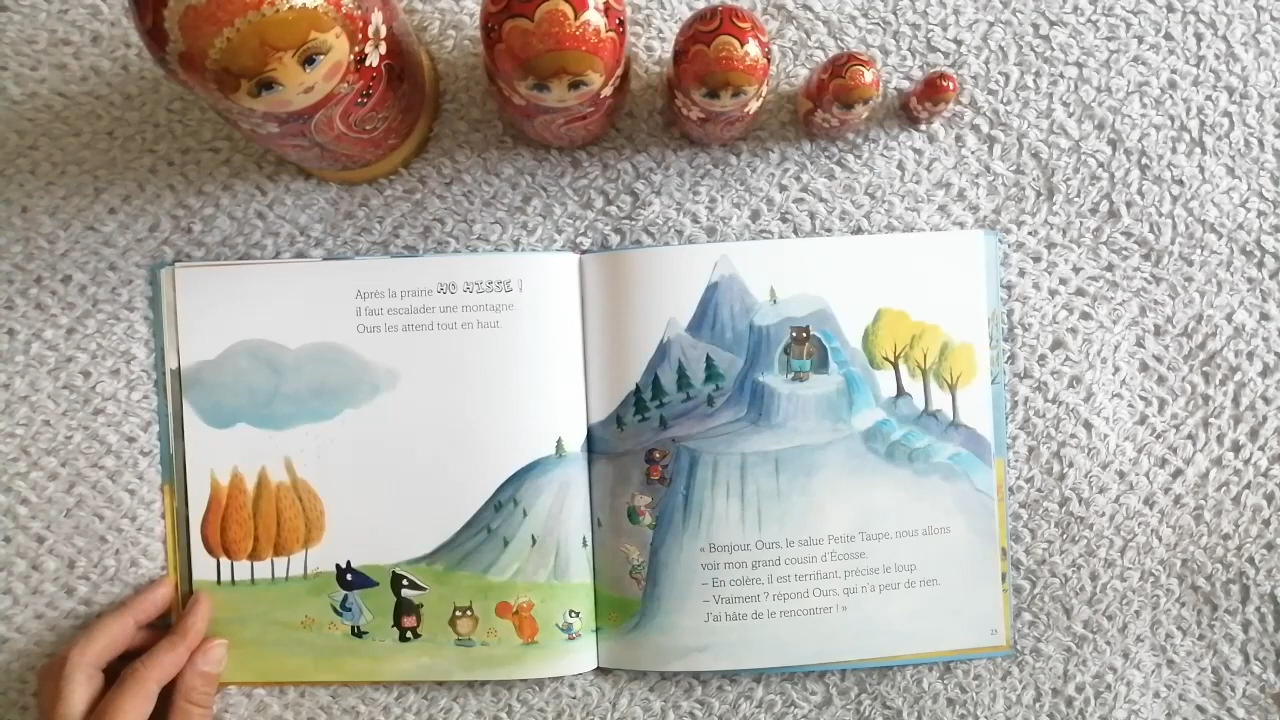 Après la prairie HO HISSE !
il faut escalader une montagne.
Ours les attend tout en haut.
« Bonjour, Ours, le salue Petite Taupe, nous allons
voir mon grand cousin d'Écosse.
– En colère, il est terrifiant, précise le loup.
– Vraiment ? répond Ours, qui n'a peur de rien.
J'ai hâte de le rencontrer ! »
23